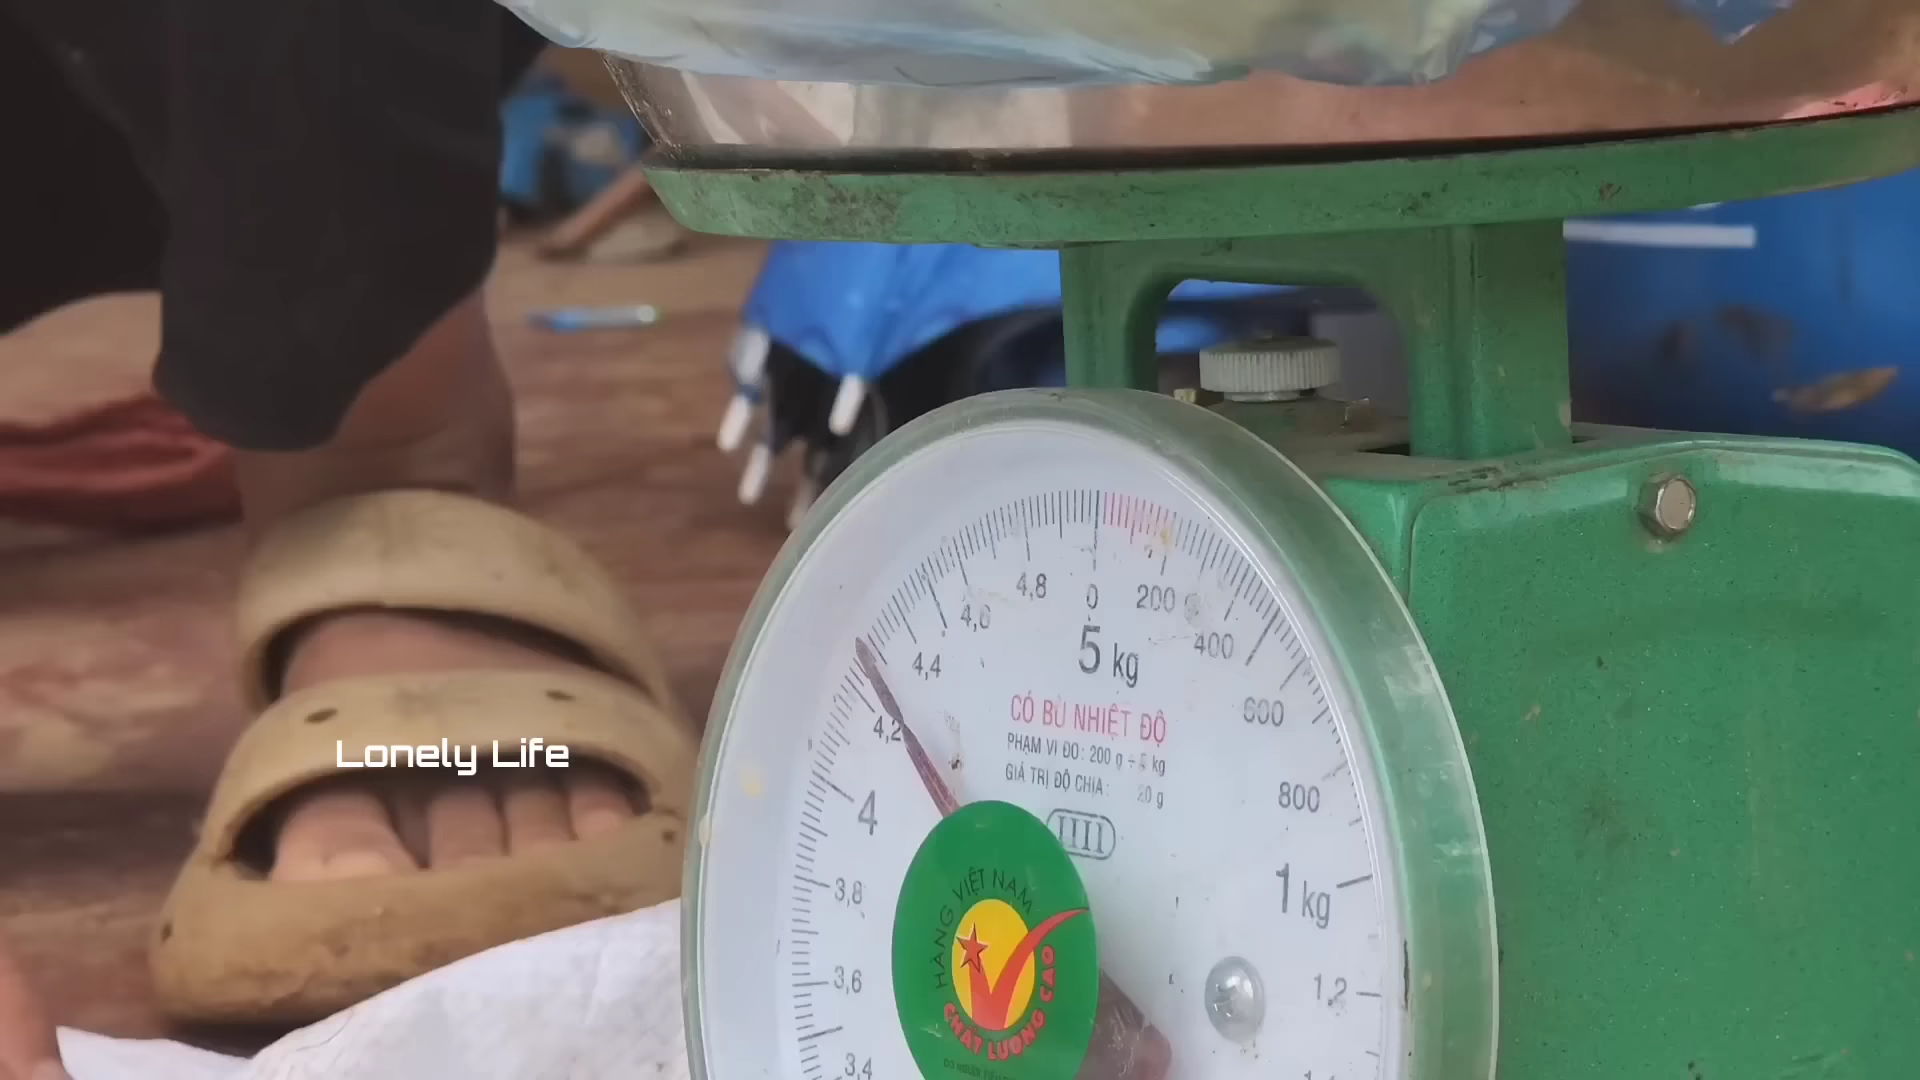 Lonely Life
0
200
400
600
800
1 kg
1,2
3,4
3,6
3,8
4
4,2
4,4
4,6
4,8
5 kg
CÓ BÙ NHIỆT ĐỘ
PHẠM VI ĐO: 200 g ÷ 5 kg
GIÁ TRỊ ĐỘ CHIA: 20 g
HÀNG VIỆT NAM
CHẤT LƯỢNG CAO